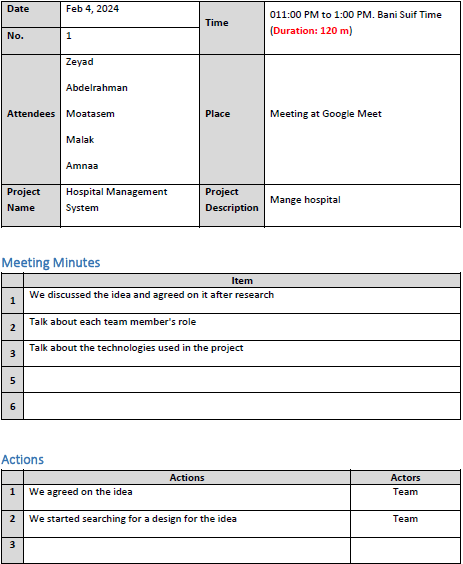 Date Feb 4, 2024 Time 011:00 PM to 1:00 PM. Bani Suif Time
(Duration: 120 m)
No. 1
Attendees Zeyad
Abdelrahman
Moatasem
Malak
Amnaa
Place Meeting at Google Meet
Project Name Hospital Management
System
Project Description Mange hospital
Meeting Minutes
Item
1 We discussed the idea and agreed on it after research
2 Talk about each team member's role
3 Talk about the technologies used in the project
5
6
Actions
Actions Actors
1 We agreed on the idea Team
2 We started searching for a design for the idea Team
3